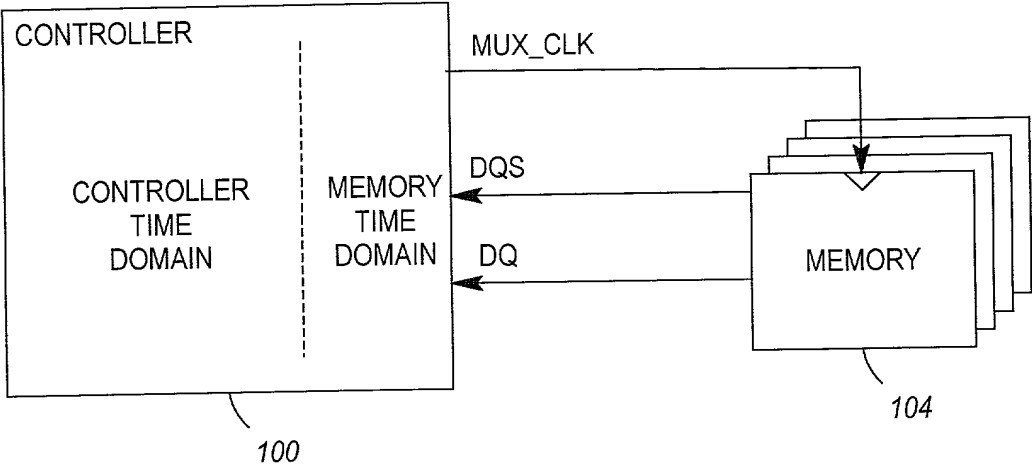 CONTROLLER
MUX_CLK
CONTROLLER
TIME
DOMAIN
MEMORY
TIME
DOMAIN
DQS
DQ
MEMORY
100
104